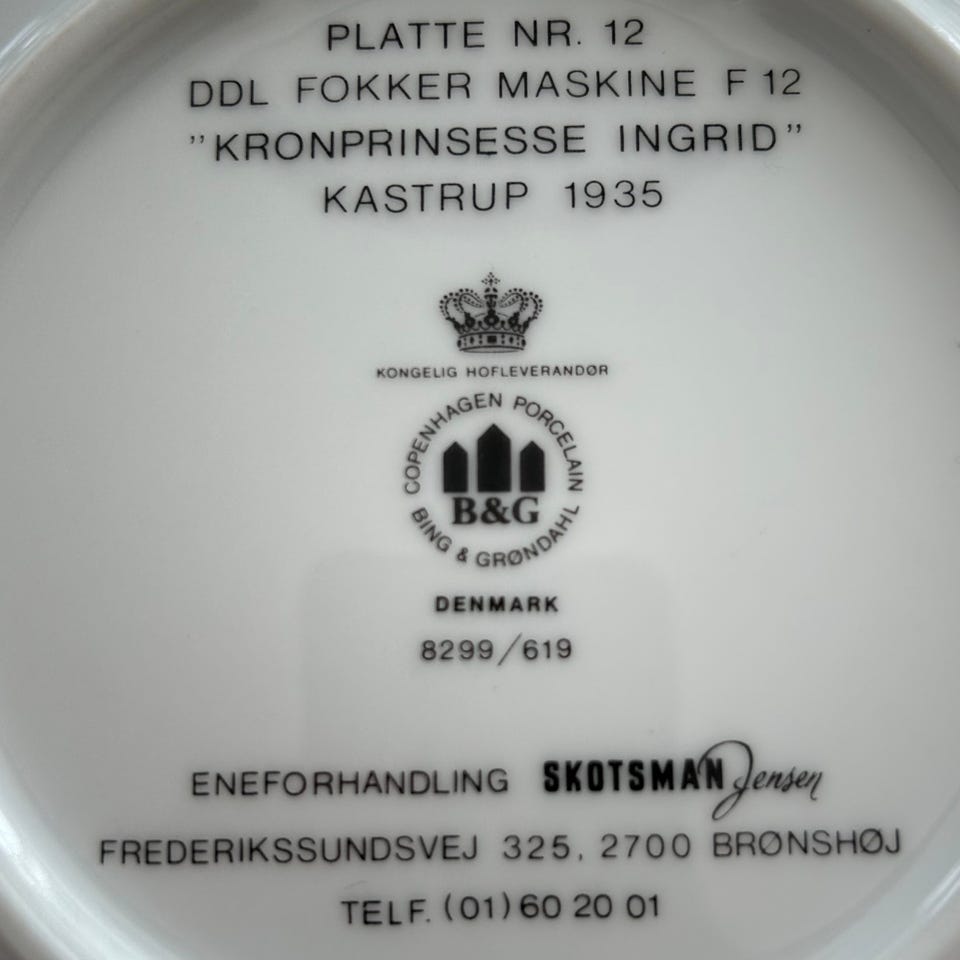 PLATTE NR. 12
DDL FOKKER MASKINE F 12
"KRONPRINSESSE INGRID"
KASTRUP 1935
KONGELIG HOFLEVERANDØR
COPENHAGEN PORCELAIN
B&G
BING & GRØNDAHL
DENMARK
8299/619
ENEFORHANDLING SKOTSMAN Jensen
FREDERIKSSUNDSVEJ 325, 2700 BRØNSHØJ
TELF. (01) 60 20 01